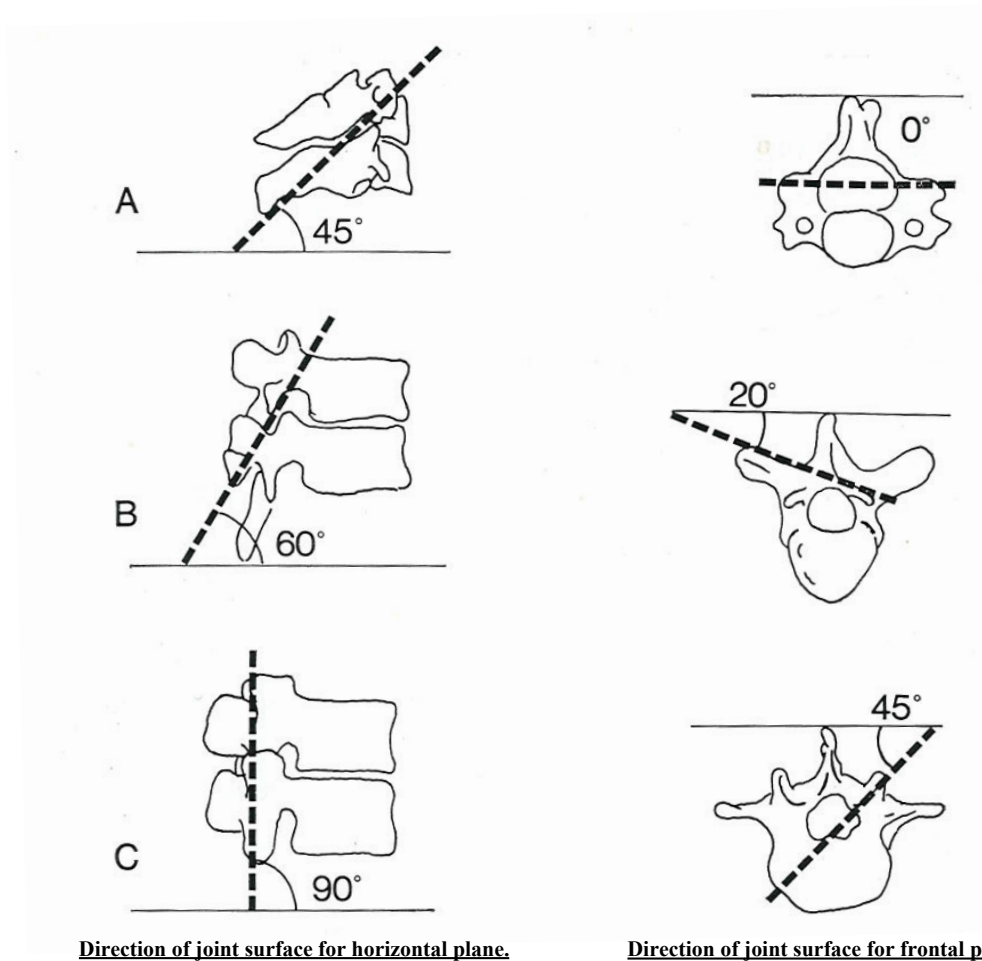 A
45°
0°
B
60°
20°
C
90°
45°
Direction of joint surface for horizontal plane.
Direction of joint surface for frontal p